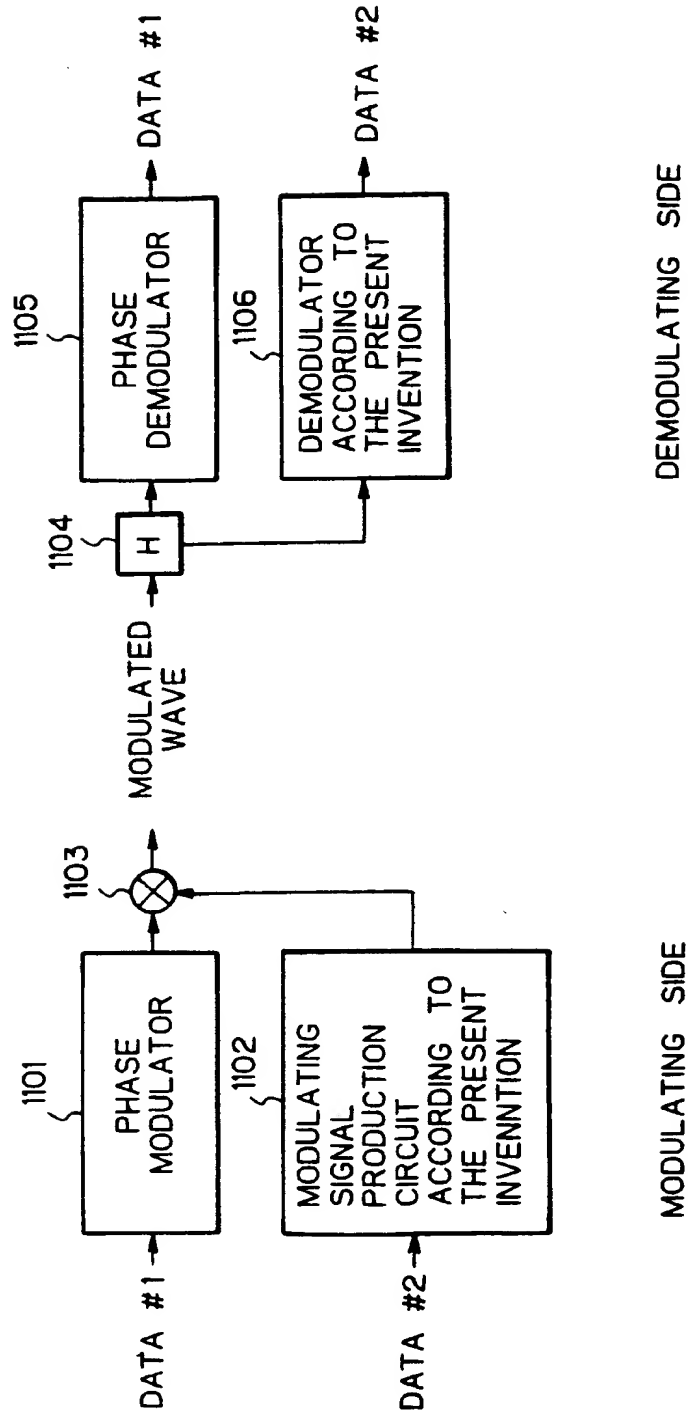 DATA #1
1101
PHASE
MODULATOR
1103
MODULATED
WAVE
1104
H
1105
PHASE
DEMODULATOR
DATA #1
DATA #2
1102
MODULATING
SIGNAL
PRODUCTION
CIRCUIT
ACCORDING TO
THE PRESENT
INVENNTION
1106
DEMODULATOR
ACCORDING TO
THE PRESENT
INVENTION
DATA #2
MODULATING SIDE
DEMODULATING SIDE